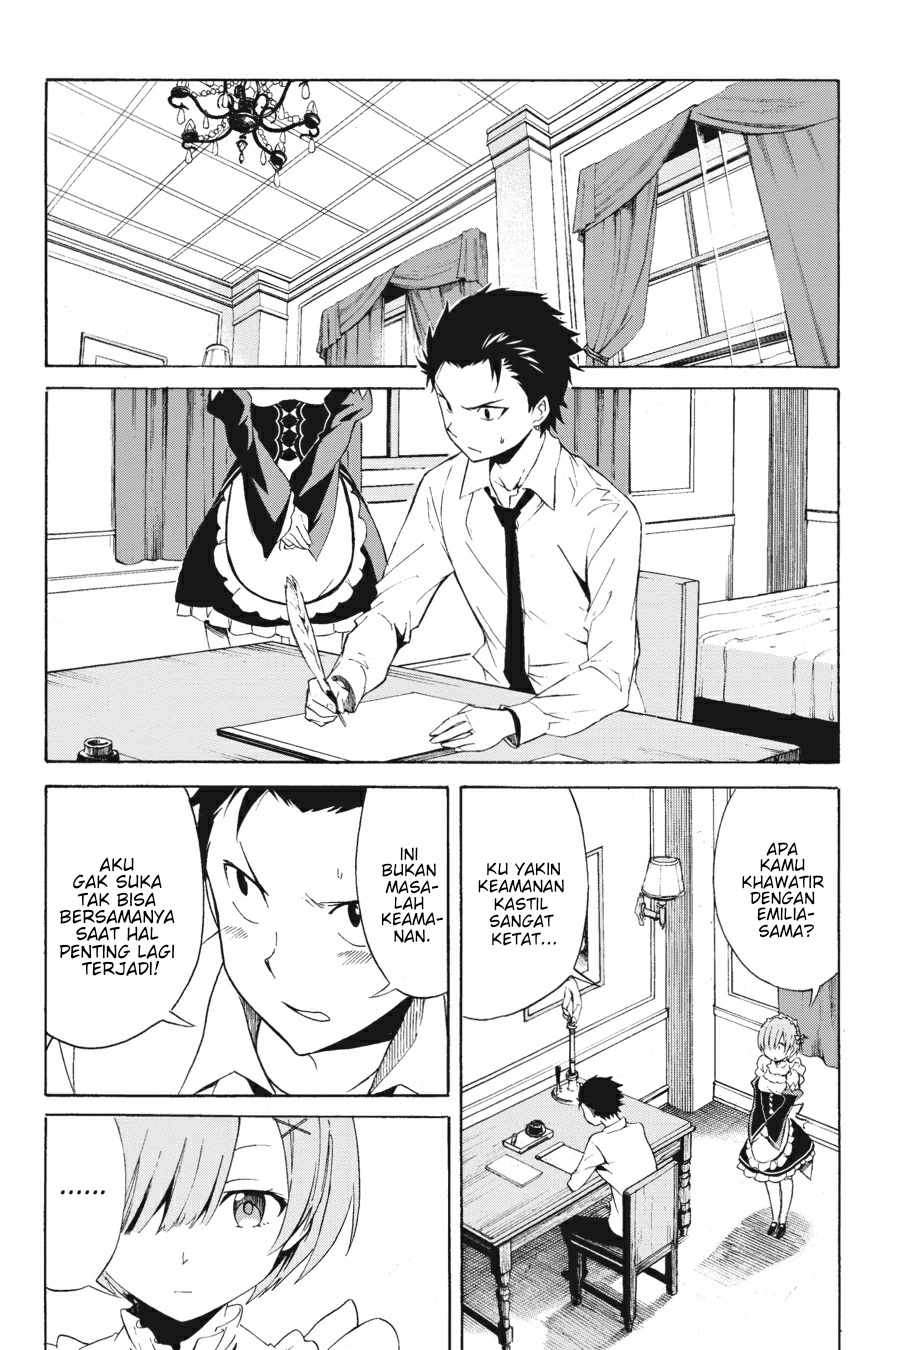 APA
KAMU
KHAWATIR
DENGAN
EMILIA-
SAMA?
KU YAKIN
KEAMANAN
KASTIL
SANGAT
KETAT...
INI
BUKAN
MASA-
LAH
KEAMA-
NAN.
AKU
GAK SUKA
TAK BISA
BERSAMANYA
SAAT HAL
PENTING LAGI
TERJADI!
.......